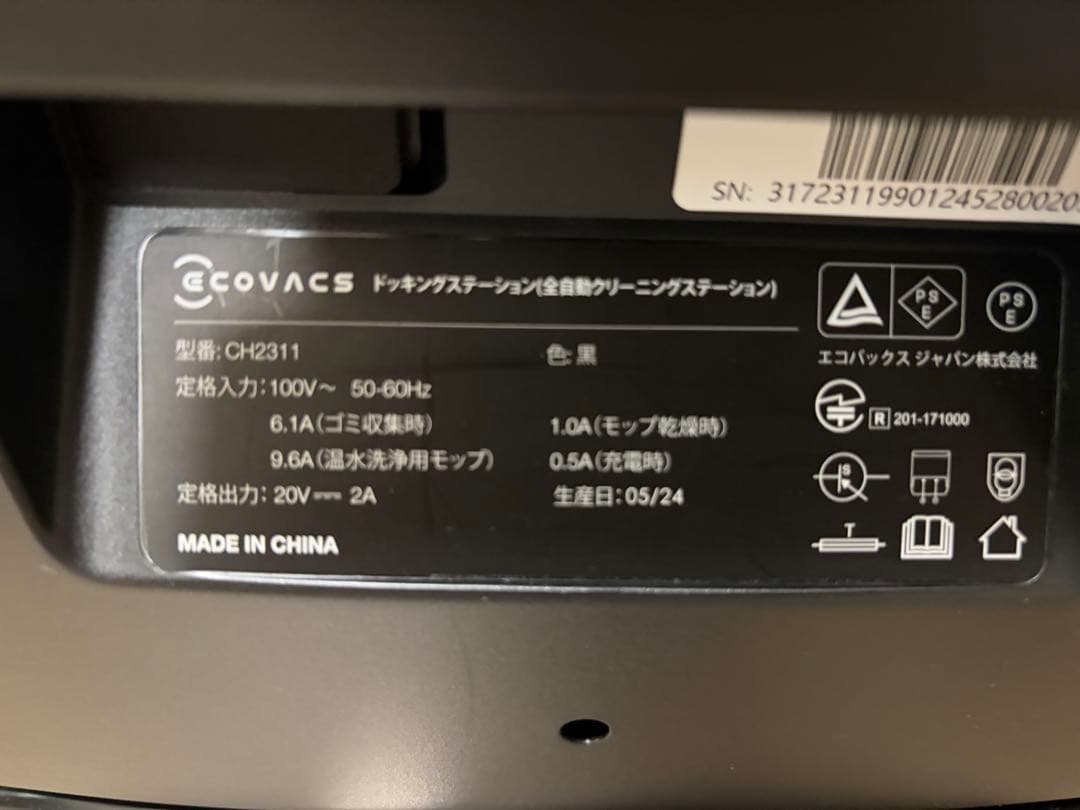 SN: 31723119901245280020
ECOVACS ドッキングステーション(全自動クリーニングステーション)
型番: CH2311 色: 黒
定格入力: 100V～ 50-60Hz
6.1A(ゴミ収集時) 1.0A(モップ乾燥時)
9.6A(温水洗浄用モップ) 0.5A(充電時)
定格出力: 20V⎓ 2A 生産日: 05/24
MADE IN CHINA
PS E
PS E
エコバックス ジャパン株式会社
R 201-171000
S
T